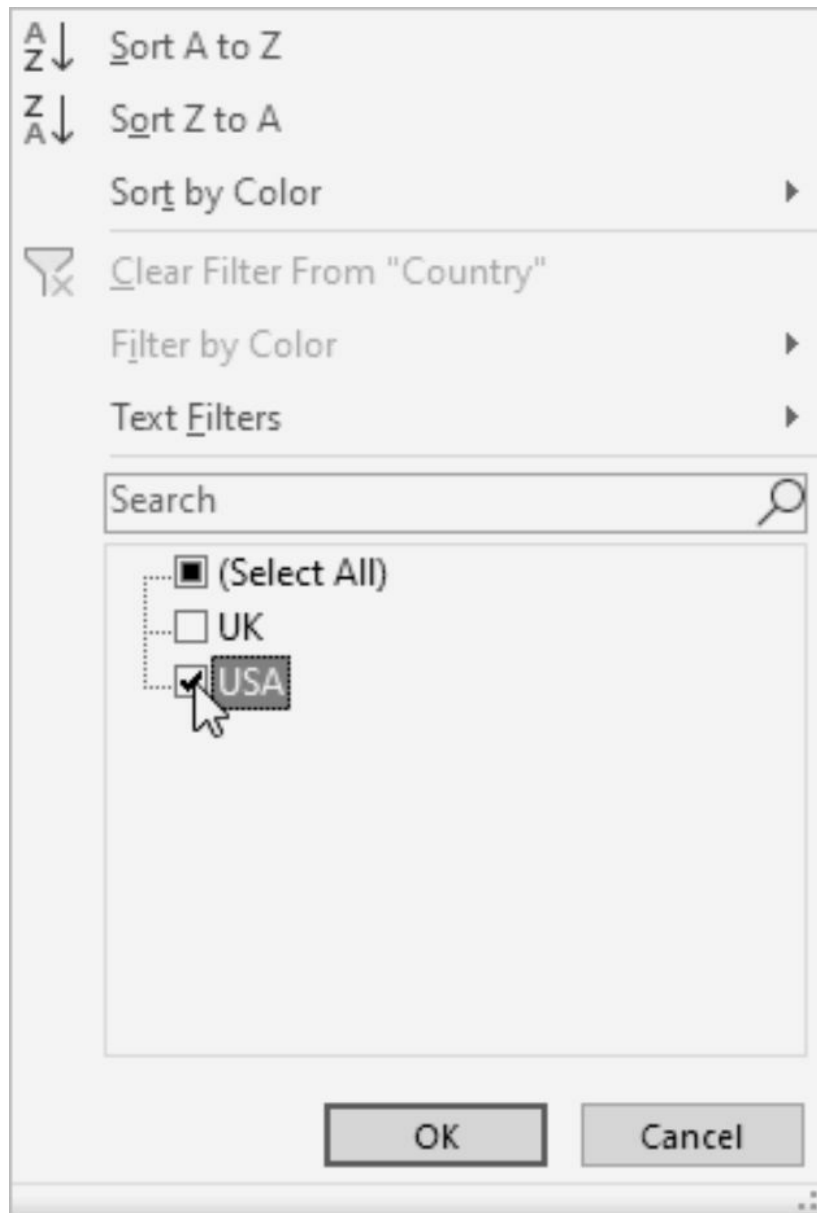 Sort A to Z
Sort Z to A
Sort by Color
Clear Filter From "Country"
Filter by Color
Text Filters
Search
(Select All)
UK
USA
OK
Cancel